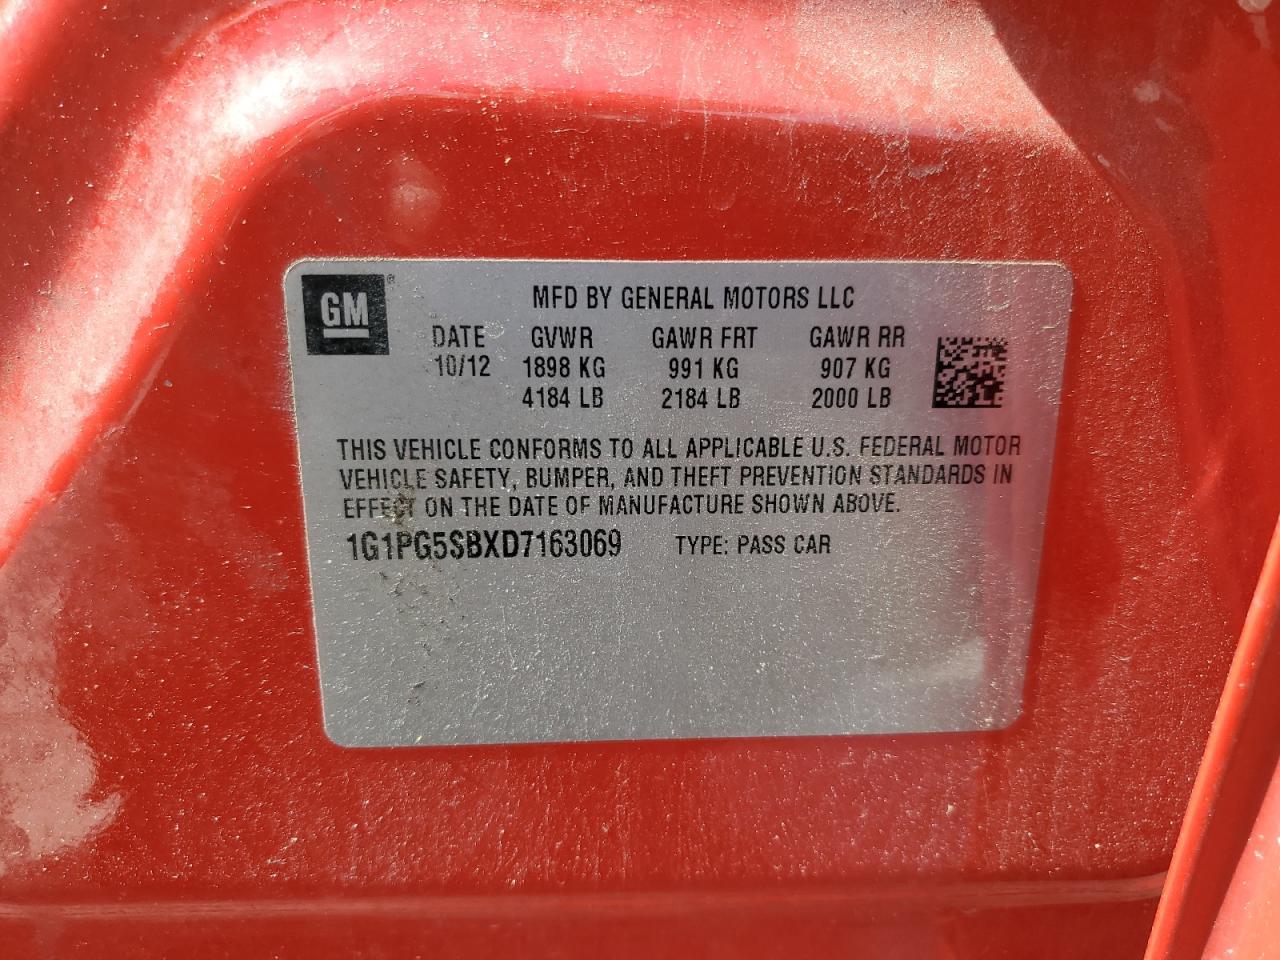 GM®
MFD BY GENERAL MOTORS LLC
DATE GVWR GAWR FRT GAWR RR
10/12 1898 KG 991 KG 907 KG
4184 LB 2184 LB 2000 LB
THIS VEHICLE CONFORMS TO ALL APPLICABLE U.S. FEDERAL MOTOR
VEHICLE SAFETY, BUMPER, AND THEFT PREVENTION STANDARDS IN
EFFECT ON THE DATE OF MANUFACTURE SHOWN ABOVE.
1G1PG5SBXD7163069 TYPE: PASS CAR